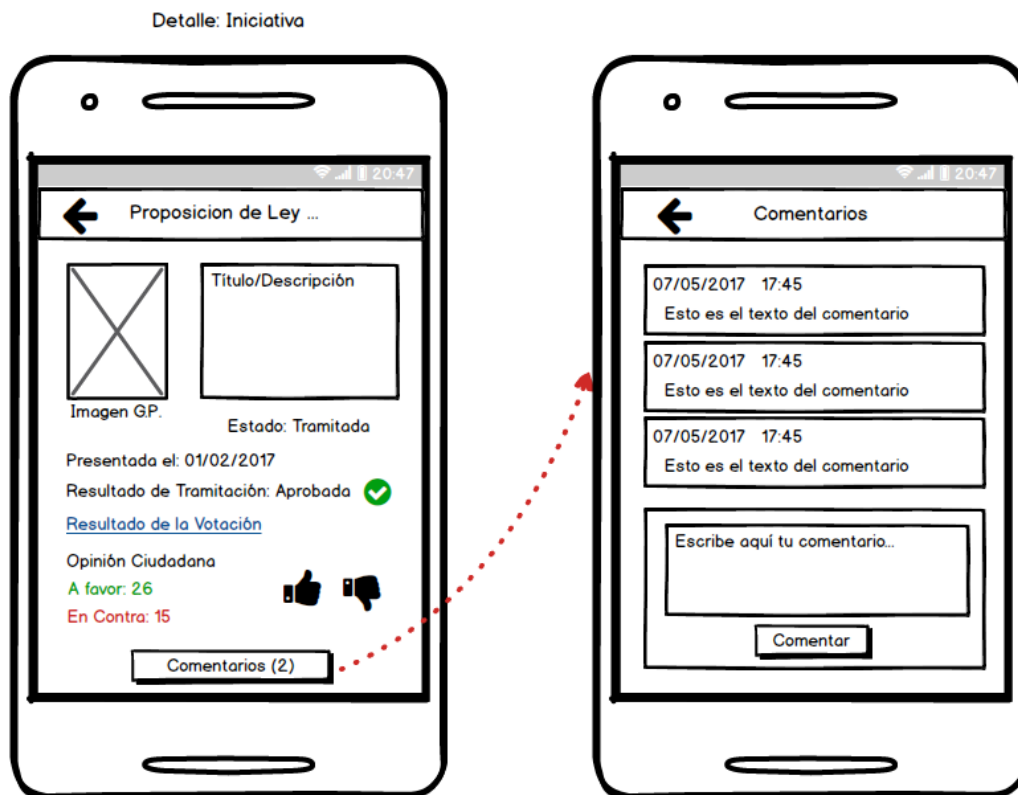 Detalle: Iniciativa
20:47
Proposicion de Ley ...
Título/Descripción
Imagen G.P.
Estado: Tramitada
Presentada el: 01/02/2017
Resultado de Tramitación: Aprobada
Resultado de la Votación
Opinión Ciudadana
A favor: 26
En Contra: 15
Comentarios (2)
20:47
Comentarios
07/05/2017 17:45
Esto es el texto del comentario
07/05/2017 17:45
Esto es el texto del comentario
07/05/2017 17:45
Esto es el texto del comentario
Escribe aquí tu comentario...
Comentar